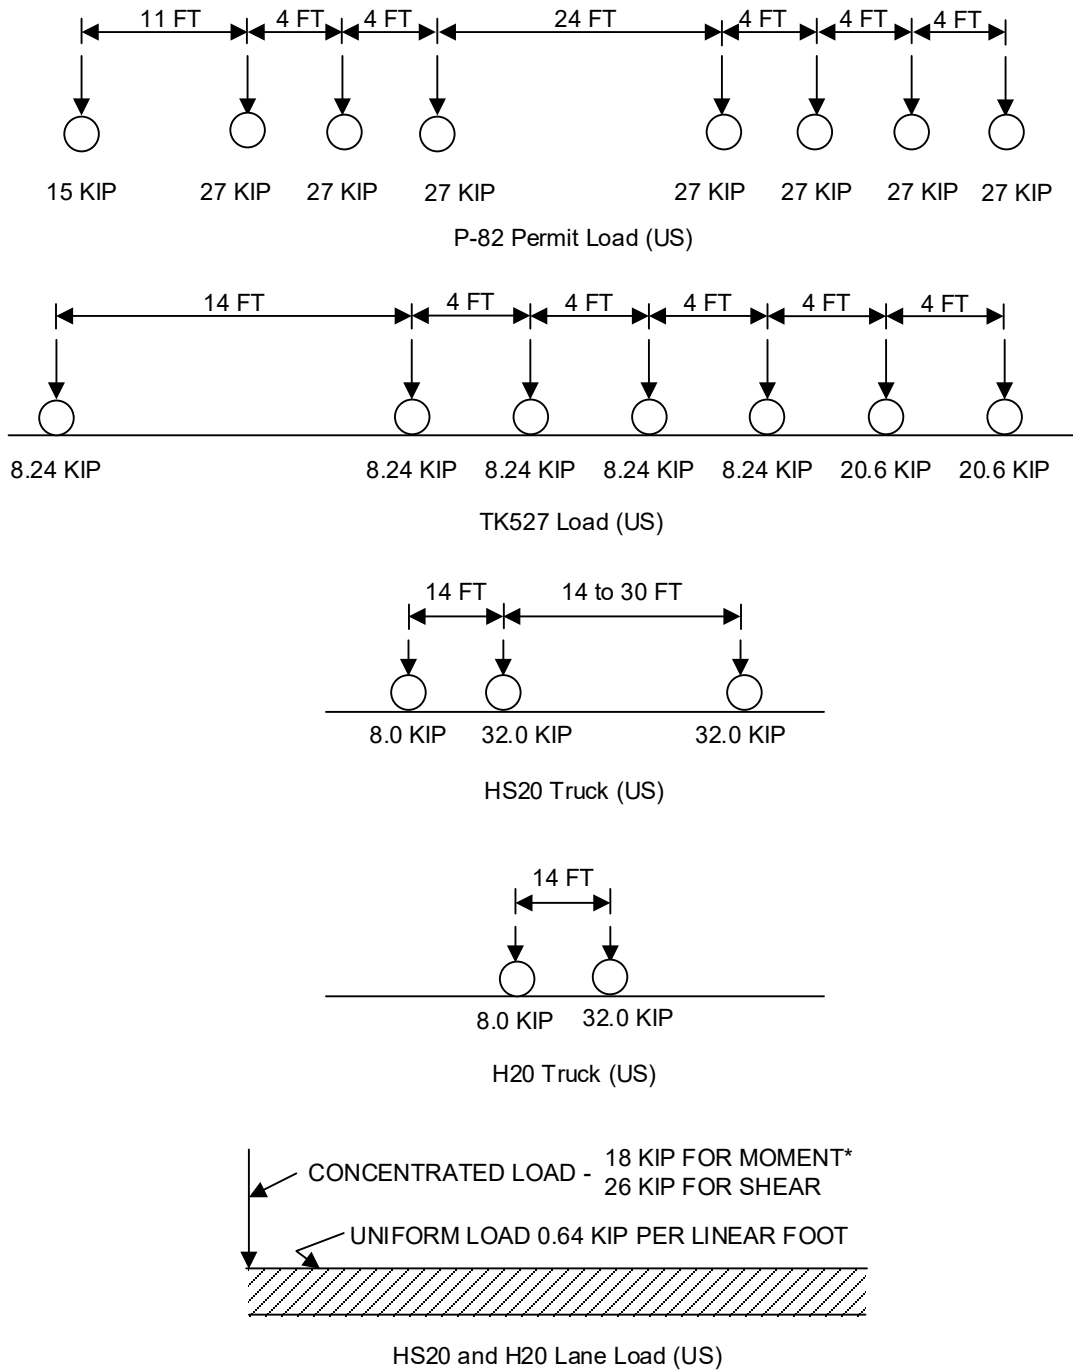 11 FT 4 FT 4 FT 24 FT 4 FT 4 FT 4 FT
15 KIP 27 KIP 27 KIP 27 KIP 27 KIP 27 KIP 27 KIP 27 KIP
P-82 Permit Load (US)
14 FT 4 FT 4 FT 4 FT 4 FT 4 FT
8.24 KIP 8.24 KIP 8.24 KIP 8.24 KIP 8.24 KIP 20.6 KIP 20.6 KIP
TK527 Load (US)
14 FT 14 to 30 FT
8.0 KIP 32.0 KIP 32.0 KIP
HS20 Truck (US)
14 FT
8.0 KIP 32.0 KIP
H20 Truck (US)
CONCENTRATED LOAD - 18 KIP FOR MOMENT*
26 KIP FOR SHEAR
UNIFORM LOAD 0.64 KIP PER LINEAR FOOT
HS20 and H20 Lane Load (US)